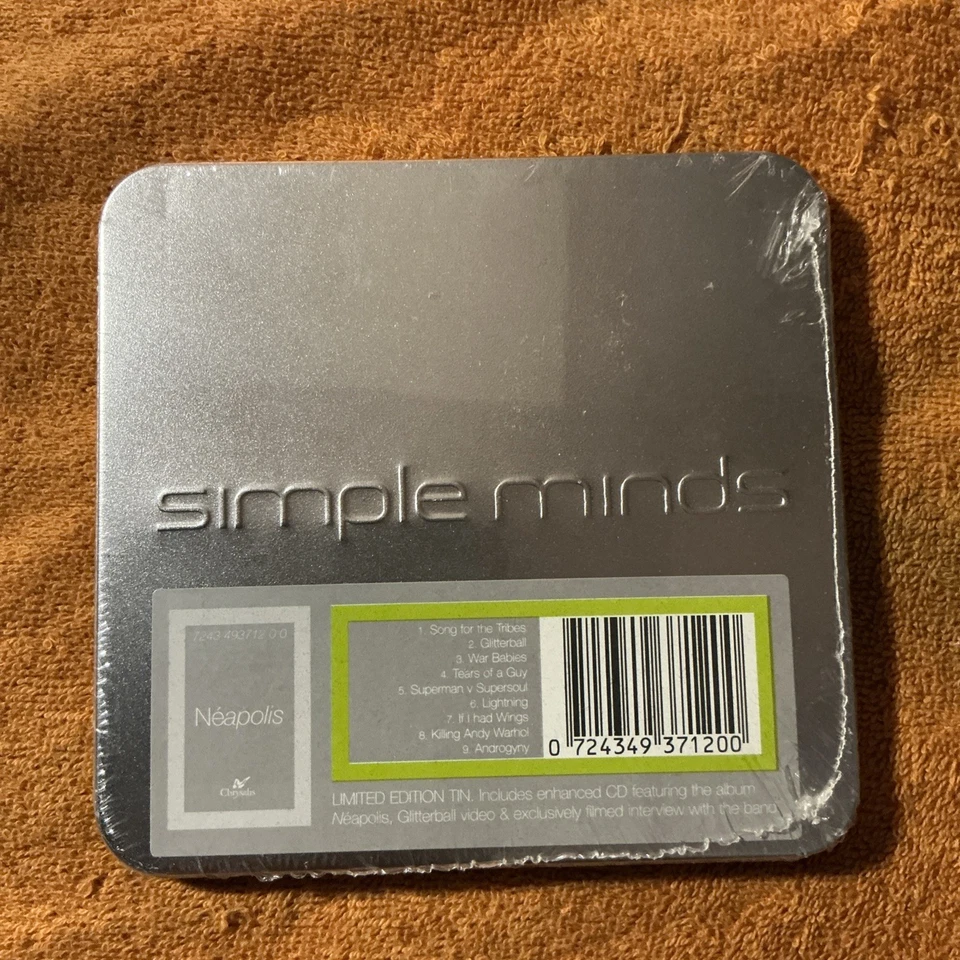 simple minds
7243 493712 0 0
Néapolis
Chrysalis
1. Song for the Tribes
2. Glitterball
3. War Babies
4. Tears of a Guy
5. Superman v Supersoul
6. Lightning
7. If I had Wings
8. Killing Andy Warhol
9. Androgyny
0 724349 371200
LIMITED EDITION TIN. Includes enhanced CD featuring the album
Néapolis, Glitterball video & exclusively filmed interview with the band